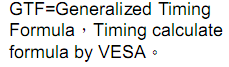 GTF=Generalized Timing
Formula，Timing calculate
formula by VESA。